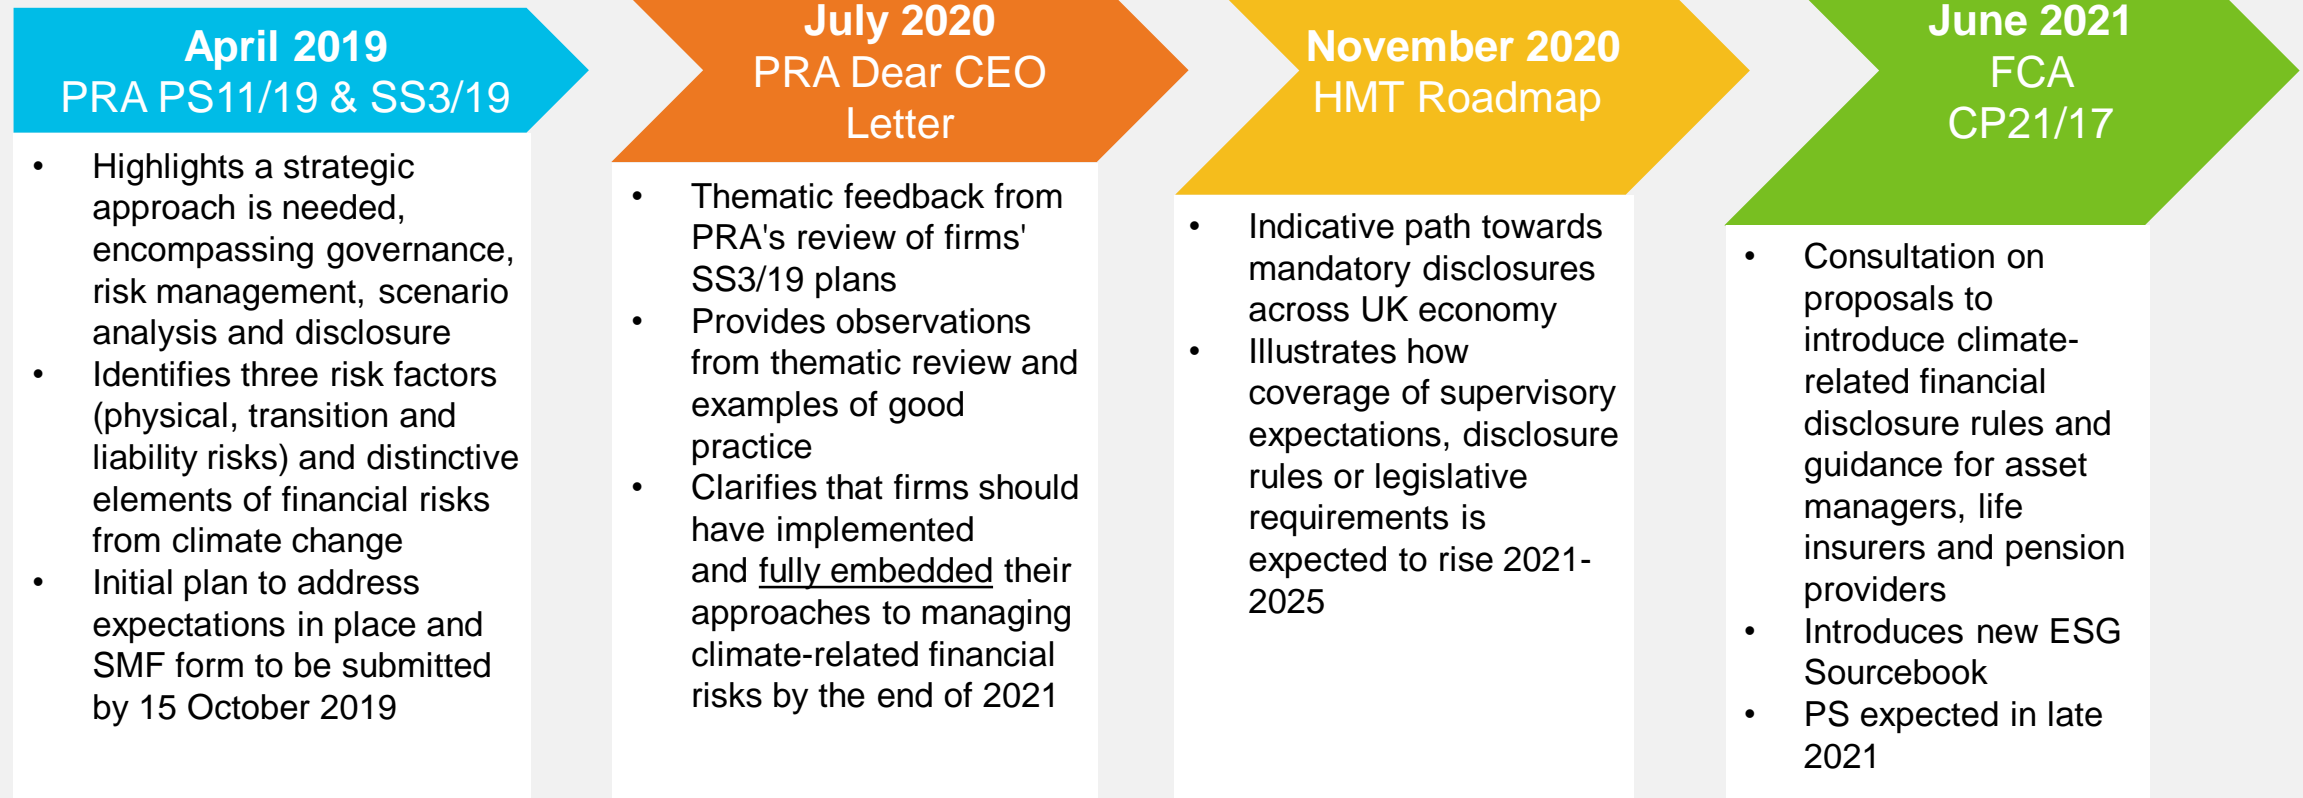 April 2019
PRA PS11/19 & SS3/19
• Highlights a strategic
approach is needed,
encompassing governance,
risk management, scenario
analysis and disclosure
• Identifies three risk factors
(physical, transition and
liability risks) and distinctive
elements of financial risks
from climate change
• Initial plan to address
expectations in place and
SMF form to be submitted
by 15 October 2019
July 2020
PRA Dear CEO
Letter
• Thematic feedback from
PRA's review of firms'
SS3/19 plans
• Provides observations
from thematic review and
examples of good
practice
• Clarifies that firms should
have implemented
and fully embedded their
approaches to managing
climate-related financial
risks by the end of 2021
November 2020
HMT Roadmap
• Indicative path towards
mandatory disclosures
across UK economy
• Illustrates how
coverage of supervisory
expectations, disclosure
rules or legislative
requirements is
expected to rise 2021-
2025
June 2021
FCA
CP21/17
• Consultation on
proposals to
introduce climate-
related financial
disclosure rules and
guidance for asset
managers, life
insurers and pension
providers
• Introduces new ESG
Sourcebook
• PS expected in late
2021